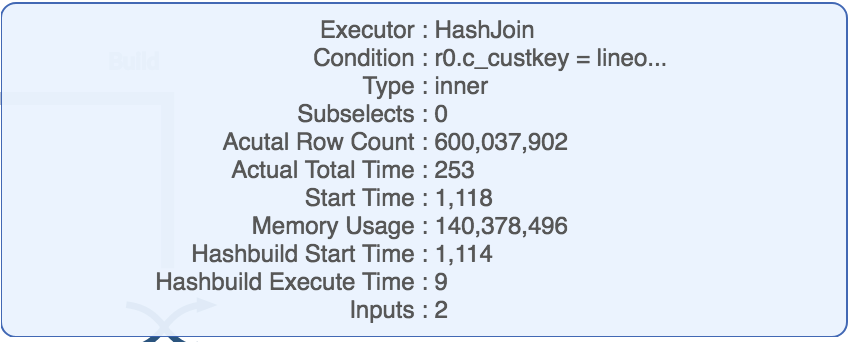 Executor : HashJoin
Condition : r0.c_custkey = lineo...
Build
Type : inner
Subselects : 0
Acutal Row Count : 600,037,902
Actual Total Time : 253
Start Time : 1,118
Memory Usage : 140,378,496
Hashbuild Start Time : 1,114
Hashbuild Execute Time : 9
Inputs : 2